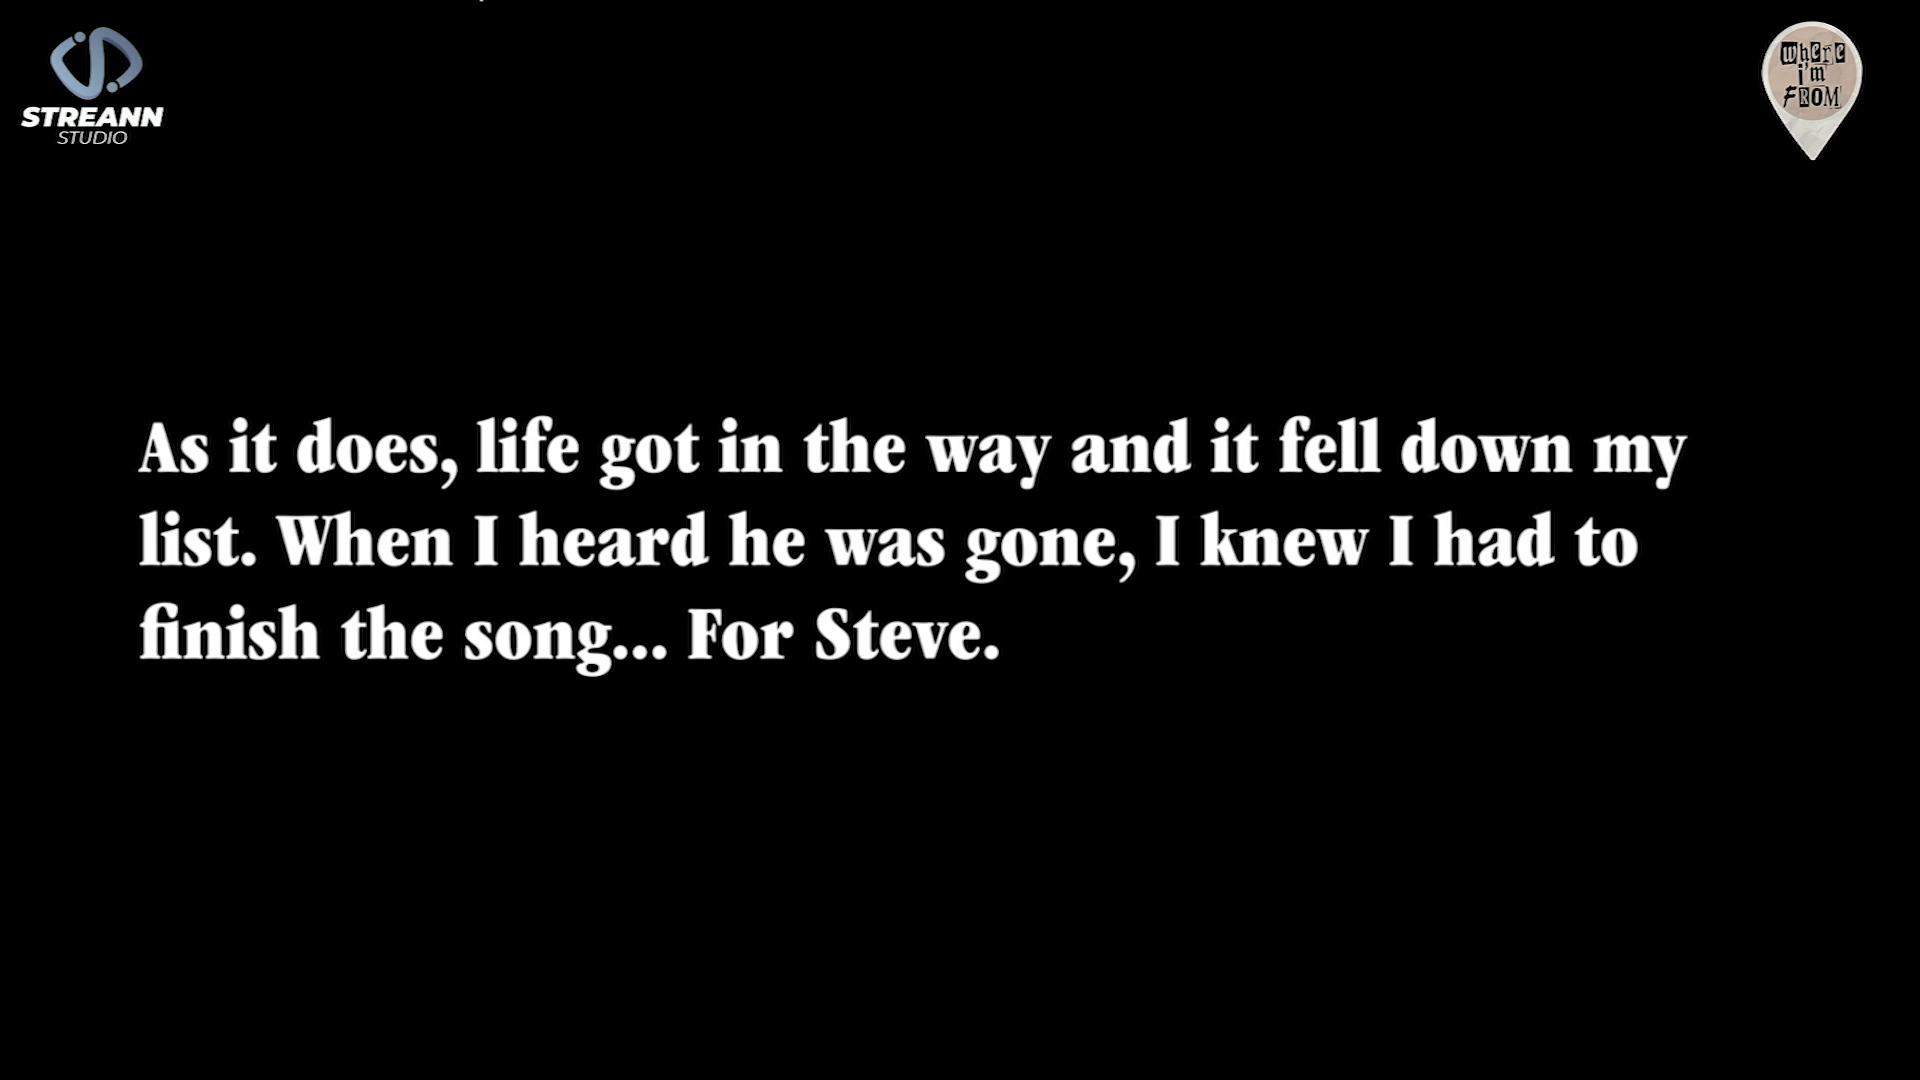 STREANN
STUDIO
where
i'm
FROM
As it does, life got in the way and it fell down my
list. When I heard he was gone, I knew I had to
finish the song... For Steve.